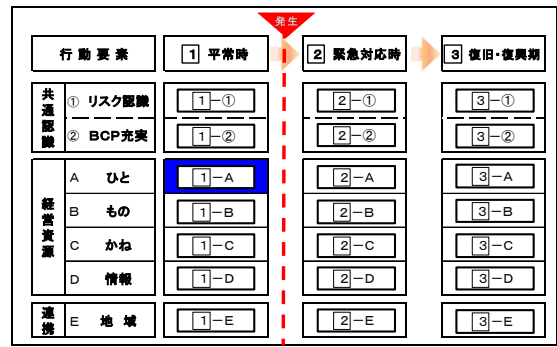 発生
行動要素 1 平常時 2 緊急対応時 3 復旧・復興期
共通認識
① リスク認識 1－① 2－① 3－①
② BCP充実 1－② 2－② 3－②
経営資源
A ひと 1－A 2－A 3－A
B もの 1－B 2－B 3－B
C かね 1－C 2－C 3－C
D 情報 1－D 2－D 3－D
連携
E 地域 1－E 2－E 3－E